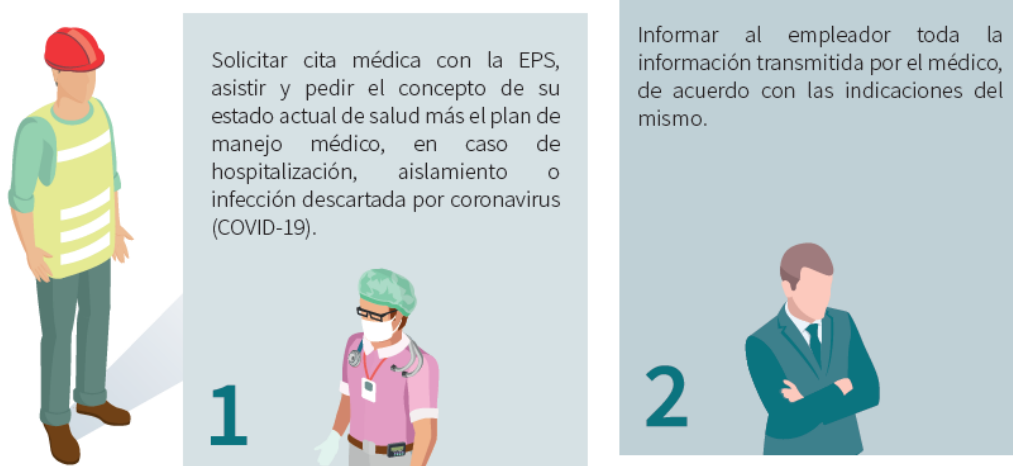 Solicitar cita médica con la EPS,
asistir y pedir el concepto de su
estado actual de salud más el plan de
manejo médico, en caso de
hospitalización, aislamiento o
infección descartada por coronavirus
(COVID-19).
1
Informar al empleador toda la
información transmitida por el médico,
de acuerdo con las indicaciones del
mismo.
2